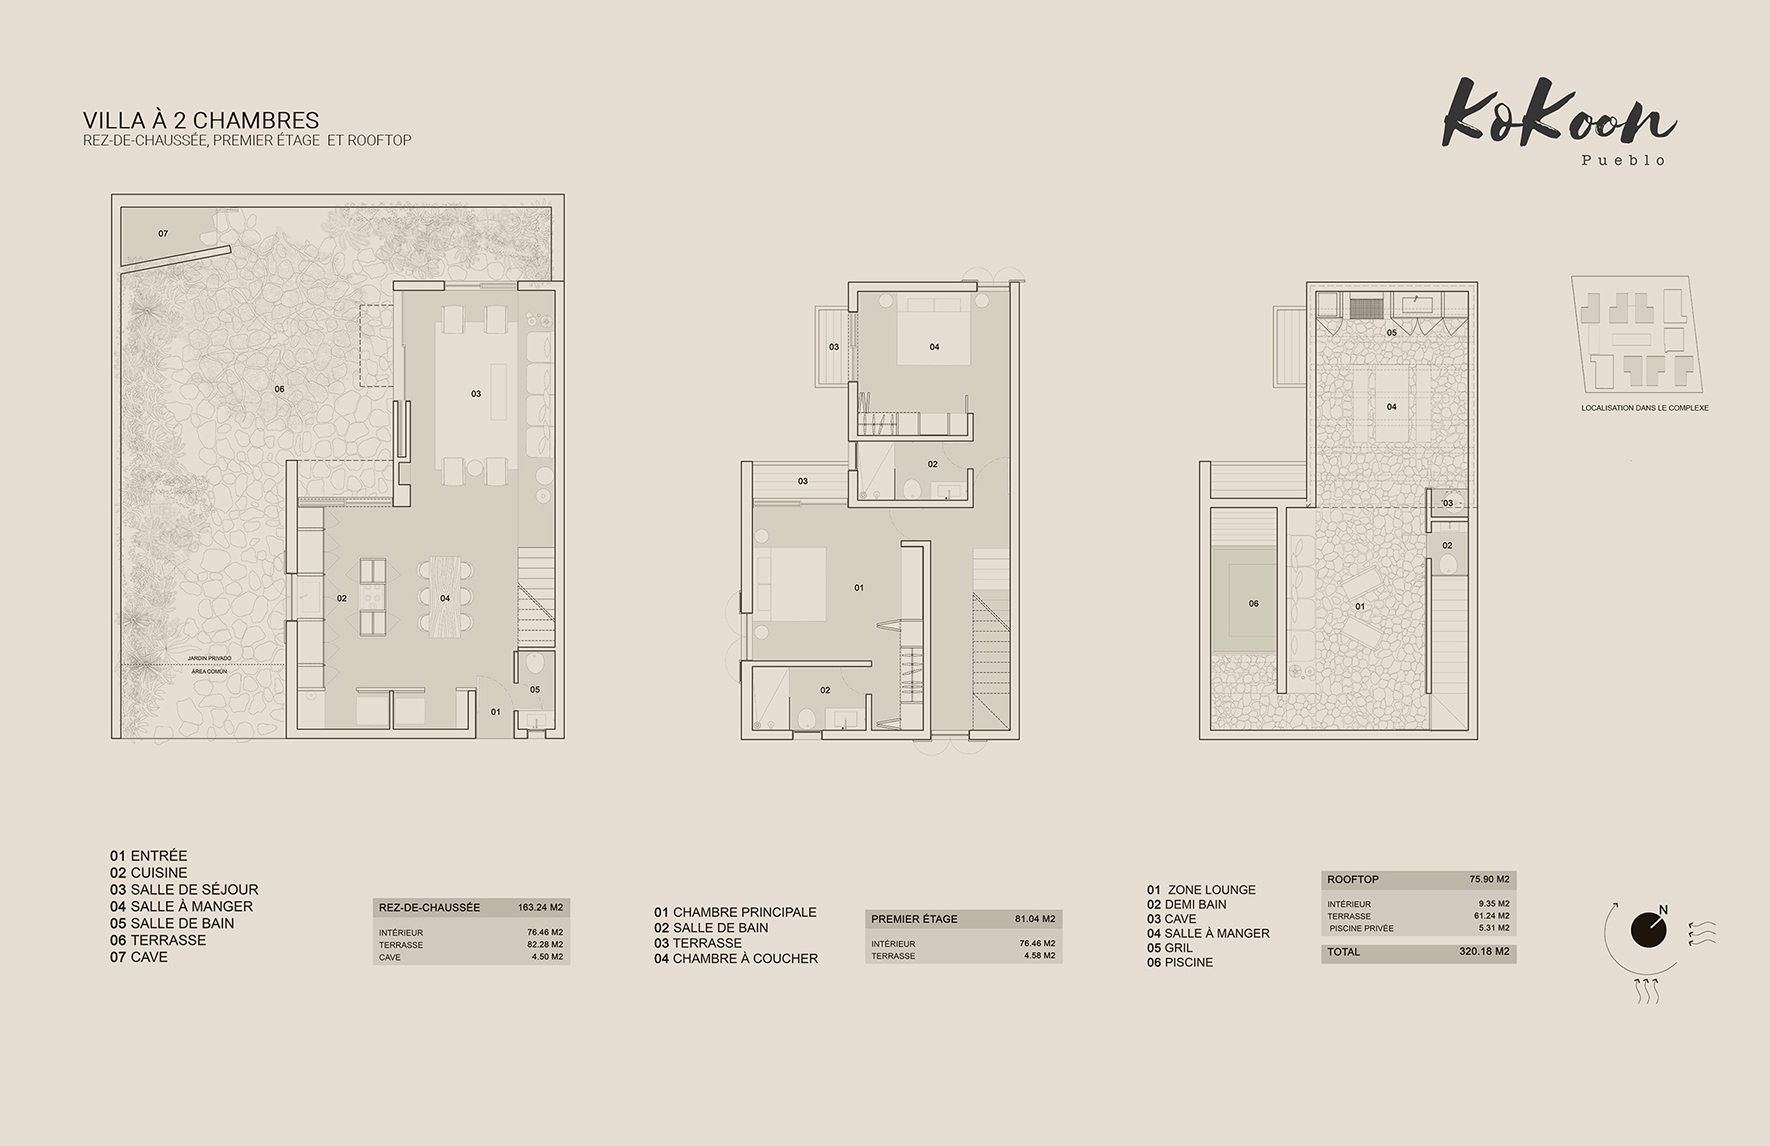 VILLA À 2 CHAMBRES
REZ-DE-CHAUSSÉE, PREMIER ÉTAGE ET ROOFTOP
KoKoon
Pueblo
07
06
03
02
04
05
01
JARDIN PRIVADO
ÁREA COMÚN
03
04
02
03
01
02
05
04
03
02
01
06
LOCALISATION DANS LE COMPLEXE
01 ENTRÉE
02 CUISINE
03 SALLE DE SÉJOUR
04 SALLE À MANGER
05 SALLE DE BAIN
06 TERRASSE
07 CAVE
REZ-DE-CHAUSSÉE 163.24 M2
INTÉRIEUR 76.46 M2
TERRASSE 82.28 M2
CAVE 4.50 M2
01 CHAMBRE PRINCIPALE
02 SALLE DE BAIN
03 TERRASSE
04 CHAMBRE À COUCHER
PREMIER ÉTAGE 81.04 M2
INTÉRIEUR 76.46 M2
TERRASSE 4.58 M2
01 ZONE LOUNGE
02 DEMI BAIN
03 CAVE
04 SALLE À MANGER
05 GRIL
06 PISCINE
ROOFTOP 75.90 M2
INTÉRIEUR 9.35 M2
TERRASSE 61.24 M2
PISCINE PRIVÉE 5.31 M2
TOTAL 320.18 M2
N